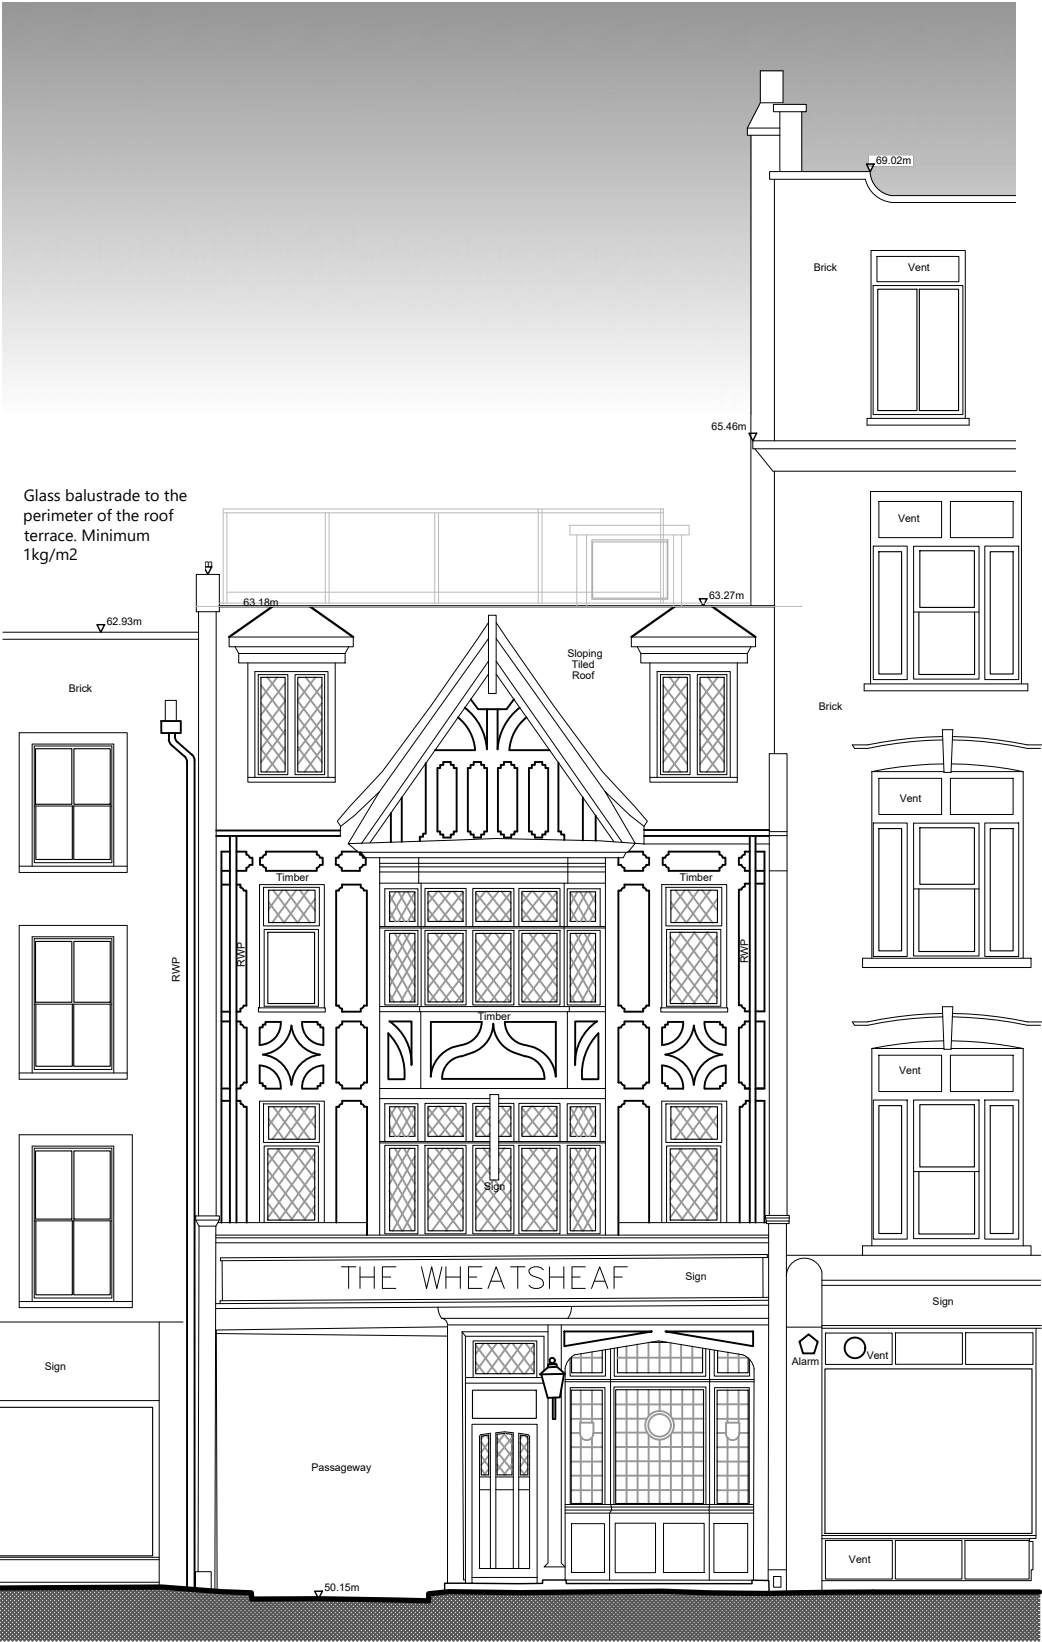 69.02m
Brick
Vent
65.46m
Glass balustrade to the
perimeter of the roof
terrace. Minimum
1kg/m2
Vent
63.18m
63.27m
62.93m
Sloping
Tiled
Roof
Brick
Brick
Vent
Timber
Timber
RWP
RWP
RWP
Timber
Vent
Sign
THE WHEATSHEAF
Sign
Sign
Sign
Alarm
Vent
Passageway
Vent
50.15m